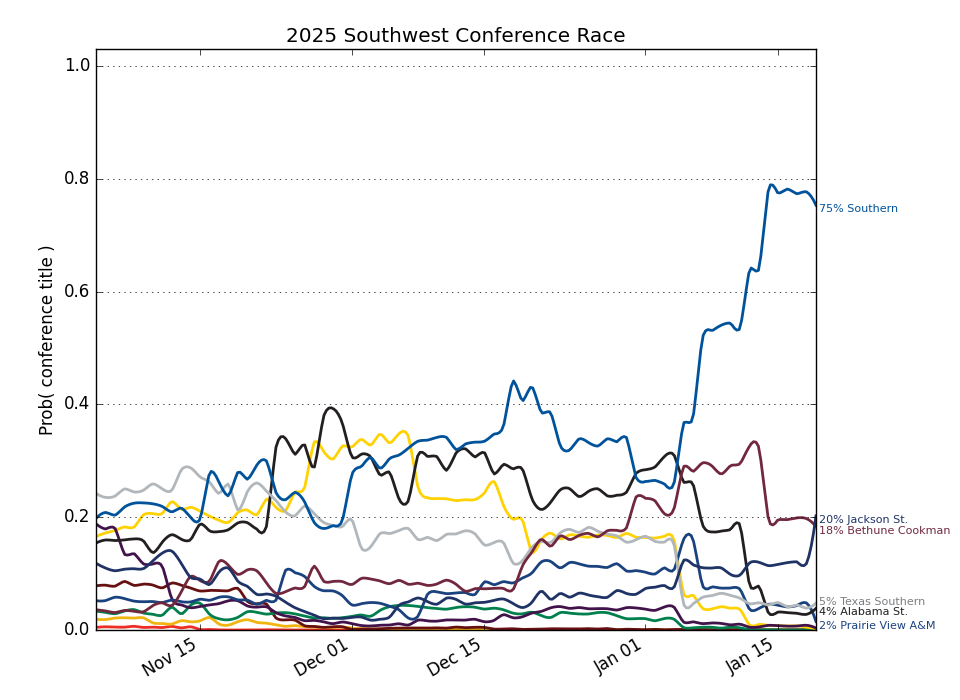 2025 Southwest Conference Race
Prob( conference title )
1.0
0.8
0.6
0.4
0.2
0.0
75% Southern
20% Jackson St.
18% Bethune Cookman
5% Texas Southern
4% Alabama St.
2% Prairie View A&M
Nov 15
Dec 01
Dec 15
Jan 01
Jan 15